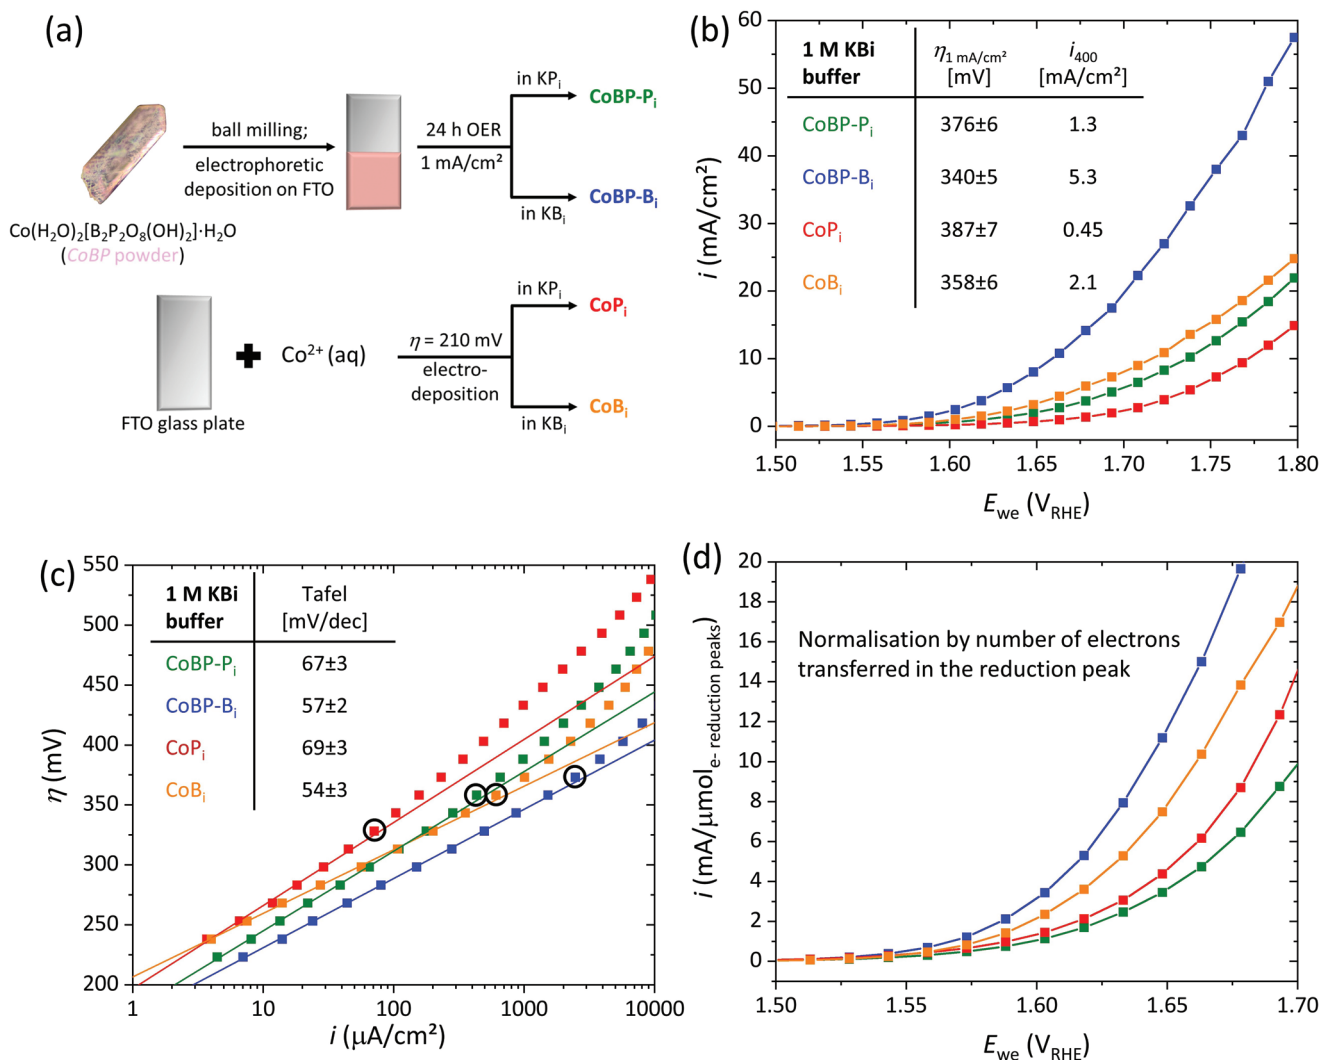 (a)
ball milling;
electrophoretic
deposition on FTO
24 h OER
1 mA/cm²
in KPᵢ
CoBP-Pᵢ
in KBᵢ
CoBP-Bᵢ
Co(H₂O)₂[B₂P₂O₈(OH)₂]·H₂O
(CoBP powder)
FTO glass plate
Co²⁺ (aq)
η = 210 mV
electro-
deposition
in KPᵢ
CoPᵢ
in KBᵢ
CoBᵢ
(b)
1 M KBi buffer
η₁ mA/cm² [mV]
i₄₀₀ [mA/cm²]
CoBP-Pᵢ 376±6 1.3
CoBP-Bᵢ 340±5 5.3
CoPᵢ 387±7 0.45
CoBᵢ 358±6 2.1
i (mA/cm²)
60
50
40
30
20
10
0
1.50 1.55 1.60 1.65 1.70 1.75 1.80
E_we (V_RHE)
(c)
1 M KBi buffer
Tafel [mV/dec]
CoBP-Pᵢ 67±3
CoBP-Bᵢ 57±2
CoPᵢ 69±3
CoBᵢ 54±3
η (mV)
550
500
450
400
350
300
250
200
1 10 100 1000 10000
i (µA/cm²)
(d)
Normalisation by number of electrons
transferred in the reduction peak
i (mA/µmol_e- reduction peaks)
20
18
16
14
12
10
8
6
4
2
0
1.50 1.55 1.60 1.65 1.70
E_we (V_RHE)